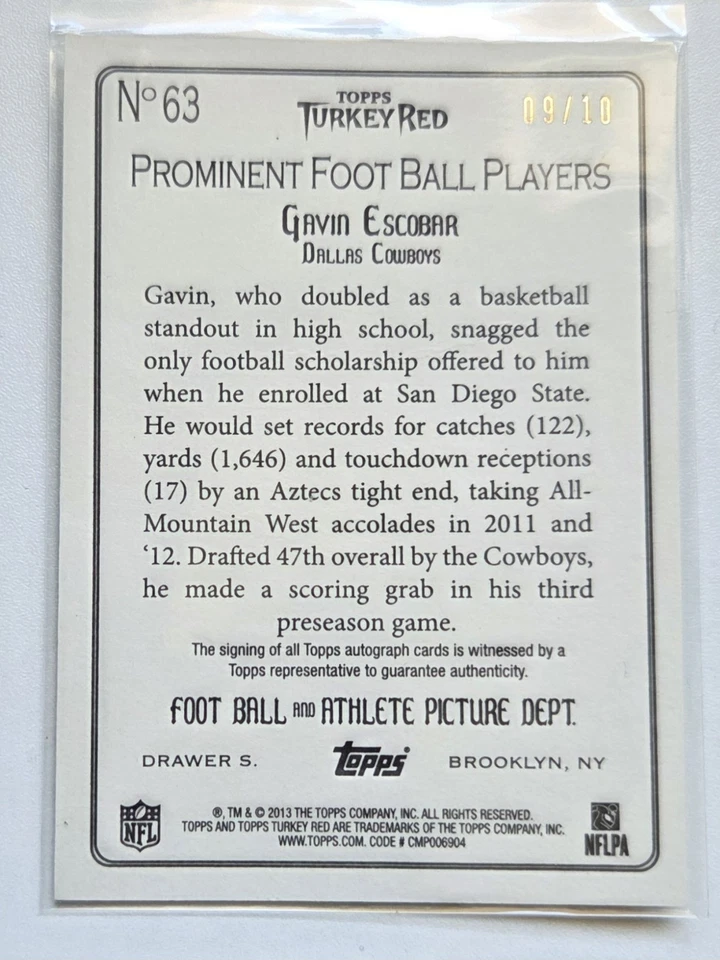 Nº 63
TOPPS
TURKEY RED
09/10
PROMINENT FOOT BALL PLAYERS
GAVIN ESCOBAR
DALLAS COWBOYS
Gavin, who doubled as a basketball
standout in high school, snagged the
only football scholarship offered to him
when he enrolled at San Diego State.
He would set records for catches (122),
yards (1,646) and touchdown receptions
(17) by an Aztecs tight end, taking All-
Mountain West accolades in 2011 and
‘12. Drafted 47th overall by the Cowboys,
he made a scoring grab in his third
preseason game.
The signing of all Topps autograph cards is witnessed by a
Topps representative to guarantee authenticity.
FOOT BALL AND ATHLETE PICTURE DEPT.
DRAWER S.
topps
BROOKLYN, NY
®, TM & © 2013 THE TOPPS COMPANY, INC. ALL RIGHTS RESERVED.
TOPPS AND TOPPS TURKEY RED ARE TRADEMARKS OF THE TOPPS COMPANY, INC.
WWW.TOPPS.COM. CODE # CMP006904
NFL
NFLPA